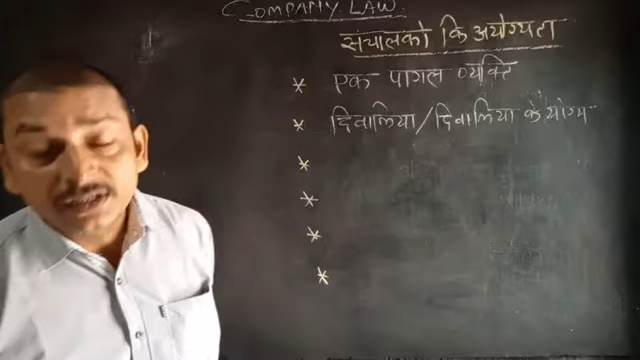 COMPANY LAW.
संचालको कि अयोग्यता
* एक पागल व्यक्ति
* दिवालिया/दिवालिया के योग्य
*
*
*
*